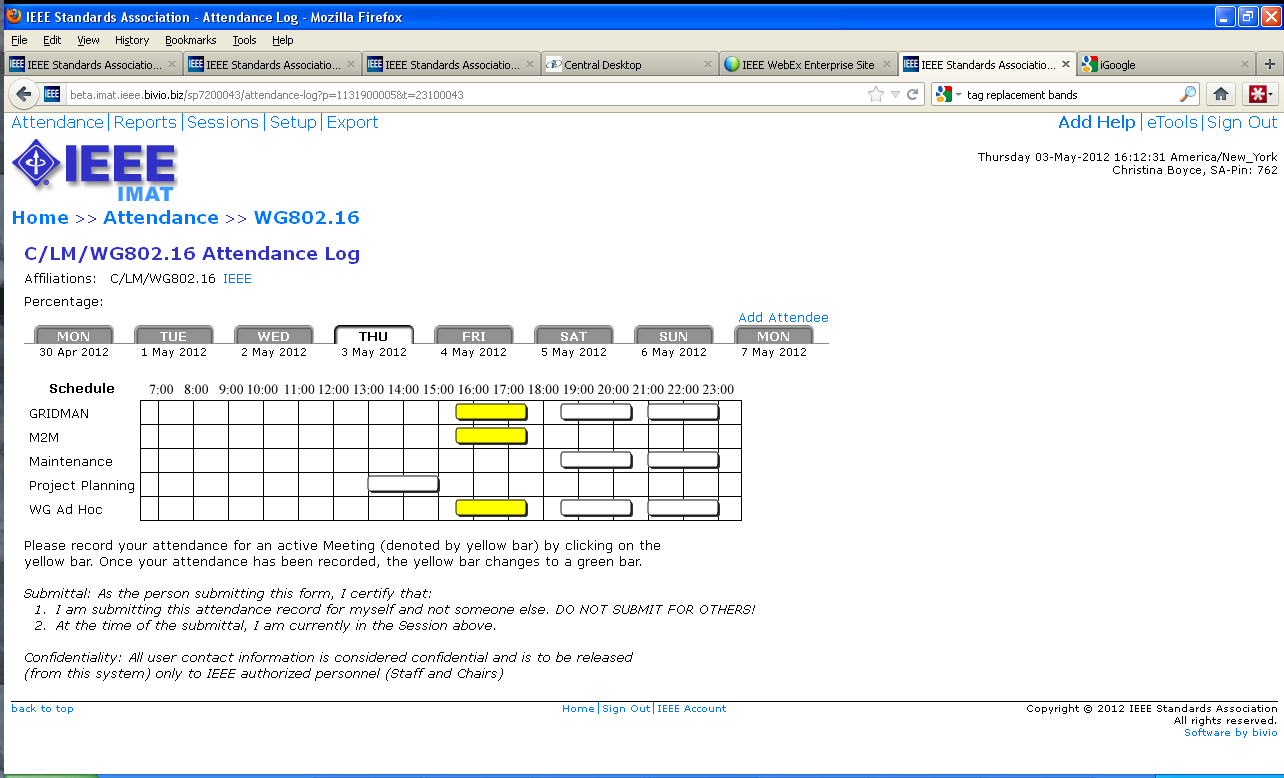 IEEE Standards Association - Attendance Log - Mozilla Firefox
File Edit View History Bookmarks Tools Help
IEEE IEEE Standards Associatio... IEEE IEEE Standards Associatio... IEEE IEEE Standards Associatio... Central Desktop IEEE WebEx Enterprise Site IEEE IEEE Standards Associatio... iGoogle
IEEE beta.imat.ieee.bivio.biz/sp7200043/attendance-log?p=1131900005&t=23100043 tag replacement bands
Attendance | Reports | Sessions | Setup | Export Add Help | eTools | Sign Out
Thursday 03-May-2012 16:12:31 America/New_York
Christina Boyce, SA-Pin: 762
IEEE
IMAT
Home >> Attendance >> WG802.16
C/LM/WG802.16 Attendance Log
Affiliations: C/LM/WG802.16 IEEE
Percentage:
Add Attendee
MON TUE WED THU FRI SAT SUN MON
30 Apr 2012 1 May 2012 2 May 2012 3 May 2012 4 May 2012 5 May 2012 6 May 2012 7 May 2012
Schedule 7:00 8:00 9:00 10:00 11:00 12:00 13:00 14:00 15:00 16:00 17:00 18:00 19:00 20:00 21:00 22:00 23:00
GRIDMAN
M2M
Maintenance
Project Planning
WG Ad Hoc
Please record your attendance for an active Meeting (denoted by yellow bar) by clicking on the
yellow bar. Once your attendance has been recorded, the yellow bar changes to a green bar.
Submittal: As the person submitting this form, I certify that:
1. I am submitting this attendance record for myself and not someone else. DO NOT SUBMIT FOR OTHERS!
2. At the time of the submittal, I am currently in the Session above.
Confidentiality: All user contact information is considered confidential and is to be released
(from this system) only to IEEE authorized personnel (Staff and Chairs)
back to top Home | Sign Out | IEEE Account Copyright © 2012 IEEE Standards Association
All rights reserved.
Software by bivio